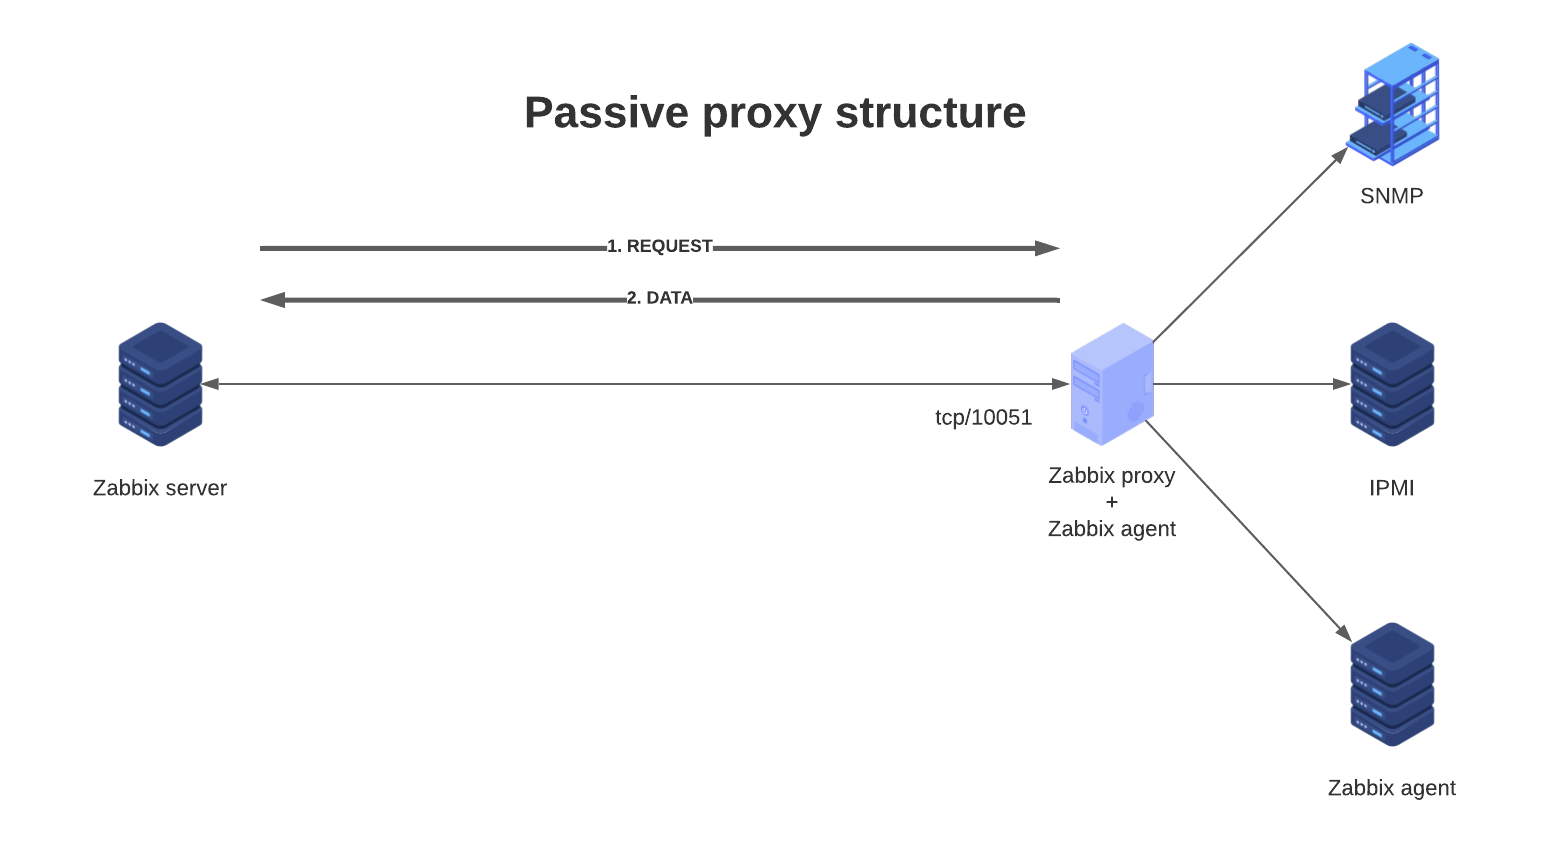 Passive proxy structure
SNMP
1. REQUEST
2. DATA
tcp/10051
Zabbix server
Zabbix proxy
+
Zabbix agent
IPMI
Zabbix agent